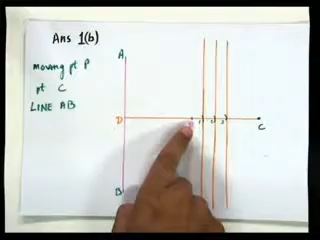 Ans 1(b)
moving pt P
pt C
LINE AB
A
D
C
B